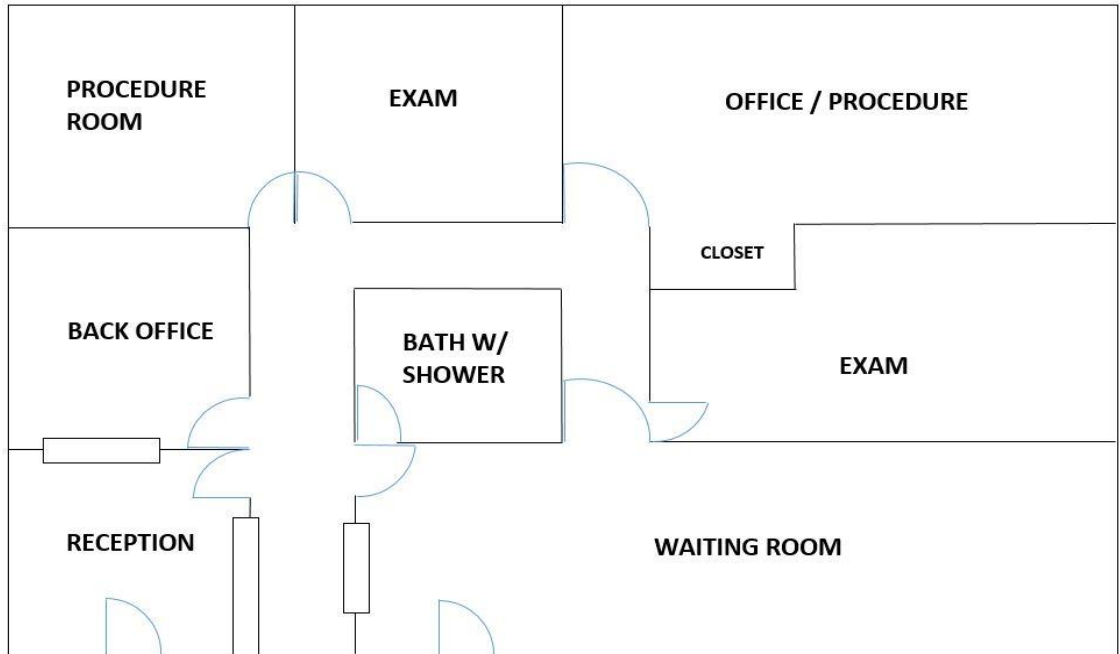 PROCEDURE
ROOM
EXAM
OFFICE / PROCEDURE
CLOSET
BACK OFFICE
BATH W/
SHOWER
EXAM
RECEPTION
WAITING ROOM